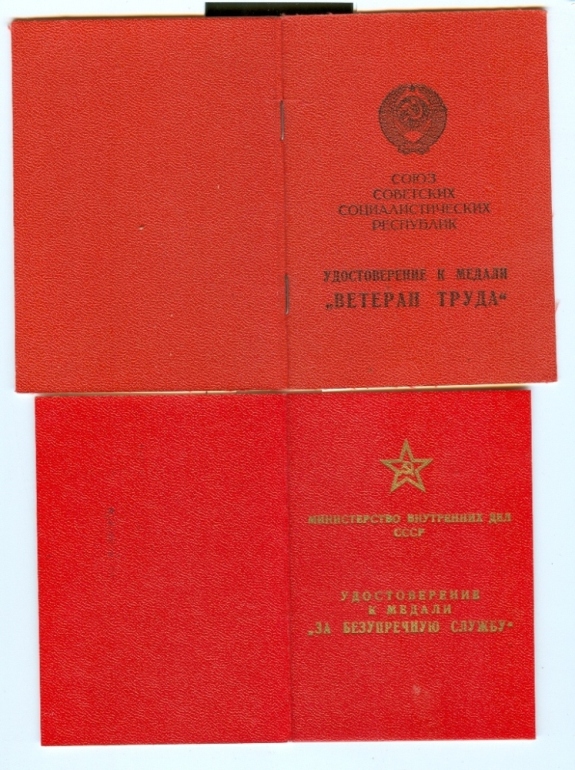 СОЮЗ
СОВЕТСКИХ
СОЦИАЛИСТИЧЕСКИХ
РЕСПУБЛИК
УДОСТОВЕРЕНИЕ К МЕДАЛИ
„ВЕТЕРАН ТРУДА“
МИНИСТЕРСТВО ВНУТРЕННИХ ДЕЛ
СССР
УДОСТОВЕРЕНИЕ
К МЕДАЛИ
„ЗА БЕЗУПРЕЧНУЮ СЛУЖБУ“